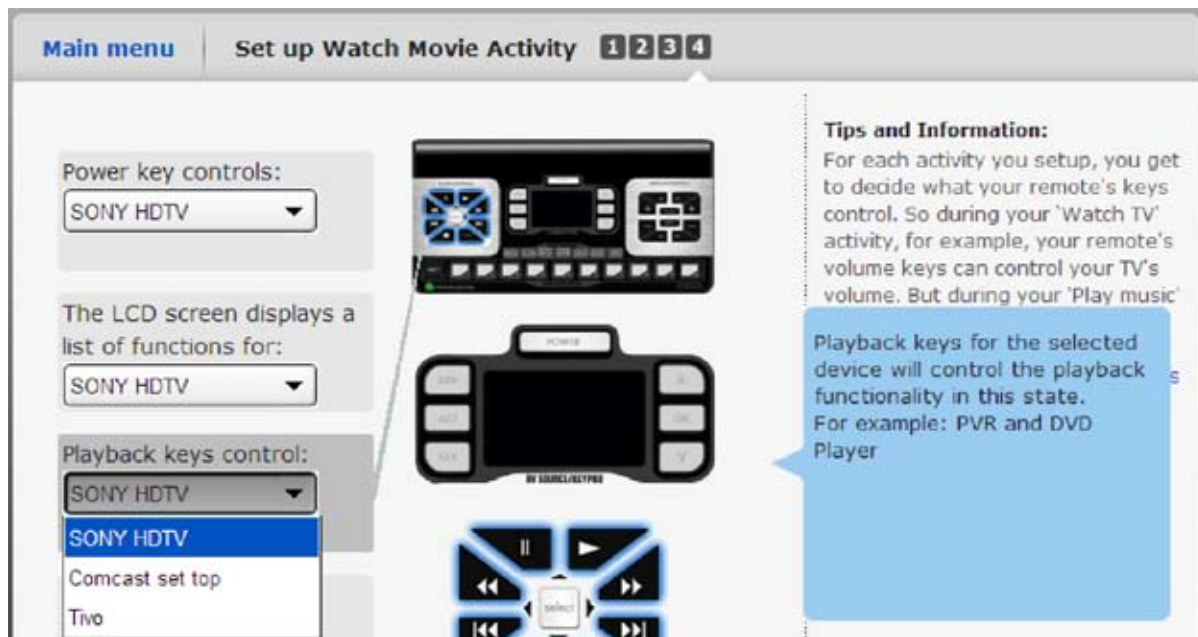 Main menu
Set up Watch Movie Activity 1 2 3 4
Power key controls:
SONY HDTV
The LCD screen displays a
list of functions for:
SONY HDTV
Playback keys control:
SONY HDTV
SONY HDTV
Comcast set top
Tivo
POWER
OK
AV SOURCE/KEYPAD
select
Tips and Information:
For each activity you setup, you get
to decide what your remote's keys
control. So during your 'Watch TV'
activity, for example, your remote's
volume keys can control your TV's
volume. But during your 'Play music'
Playback keys for the selected
device will control the playback
functionality in this state.
For example: PVR and DVD
Player
s